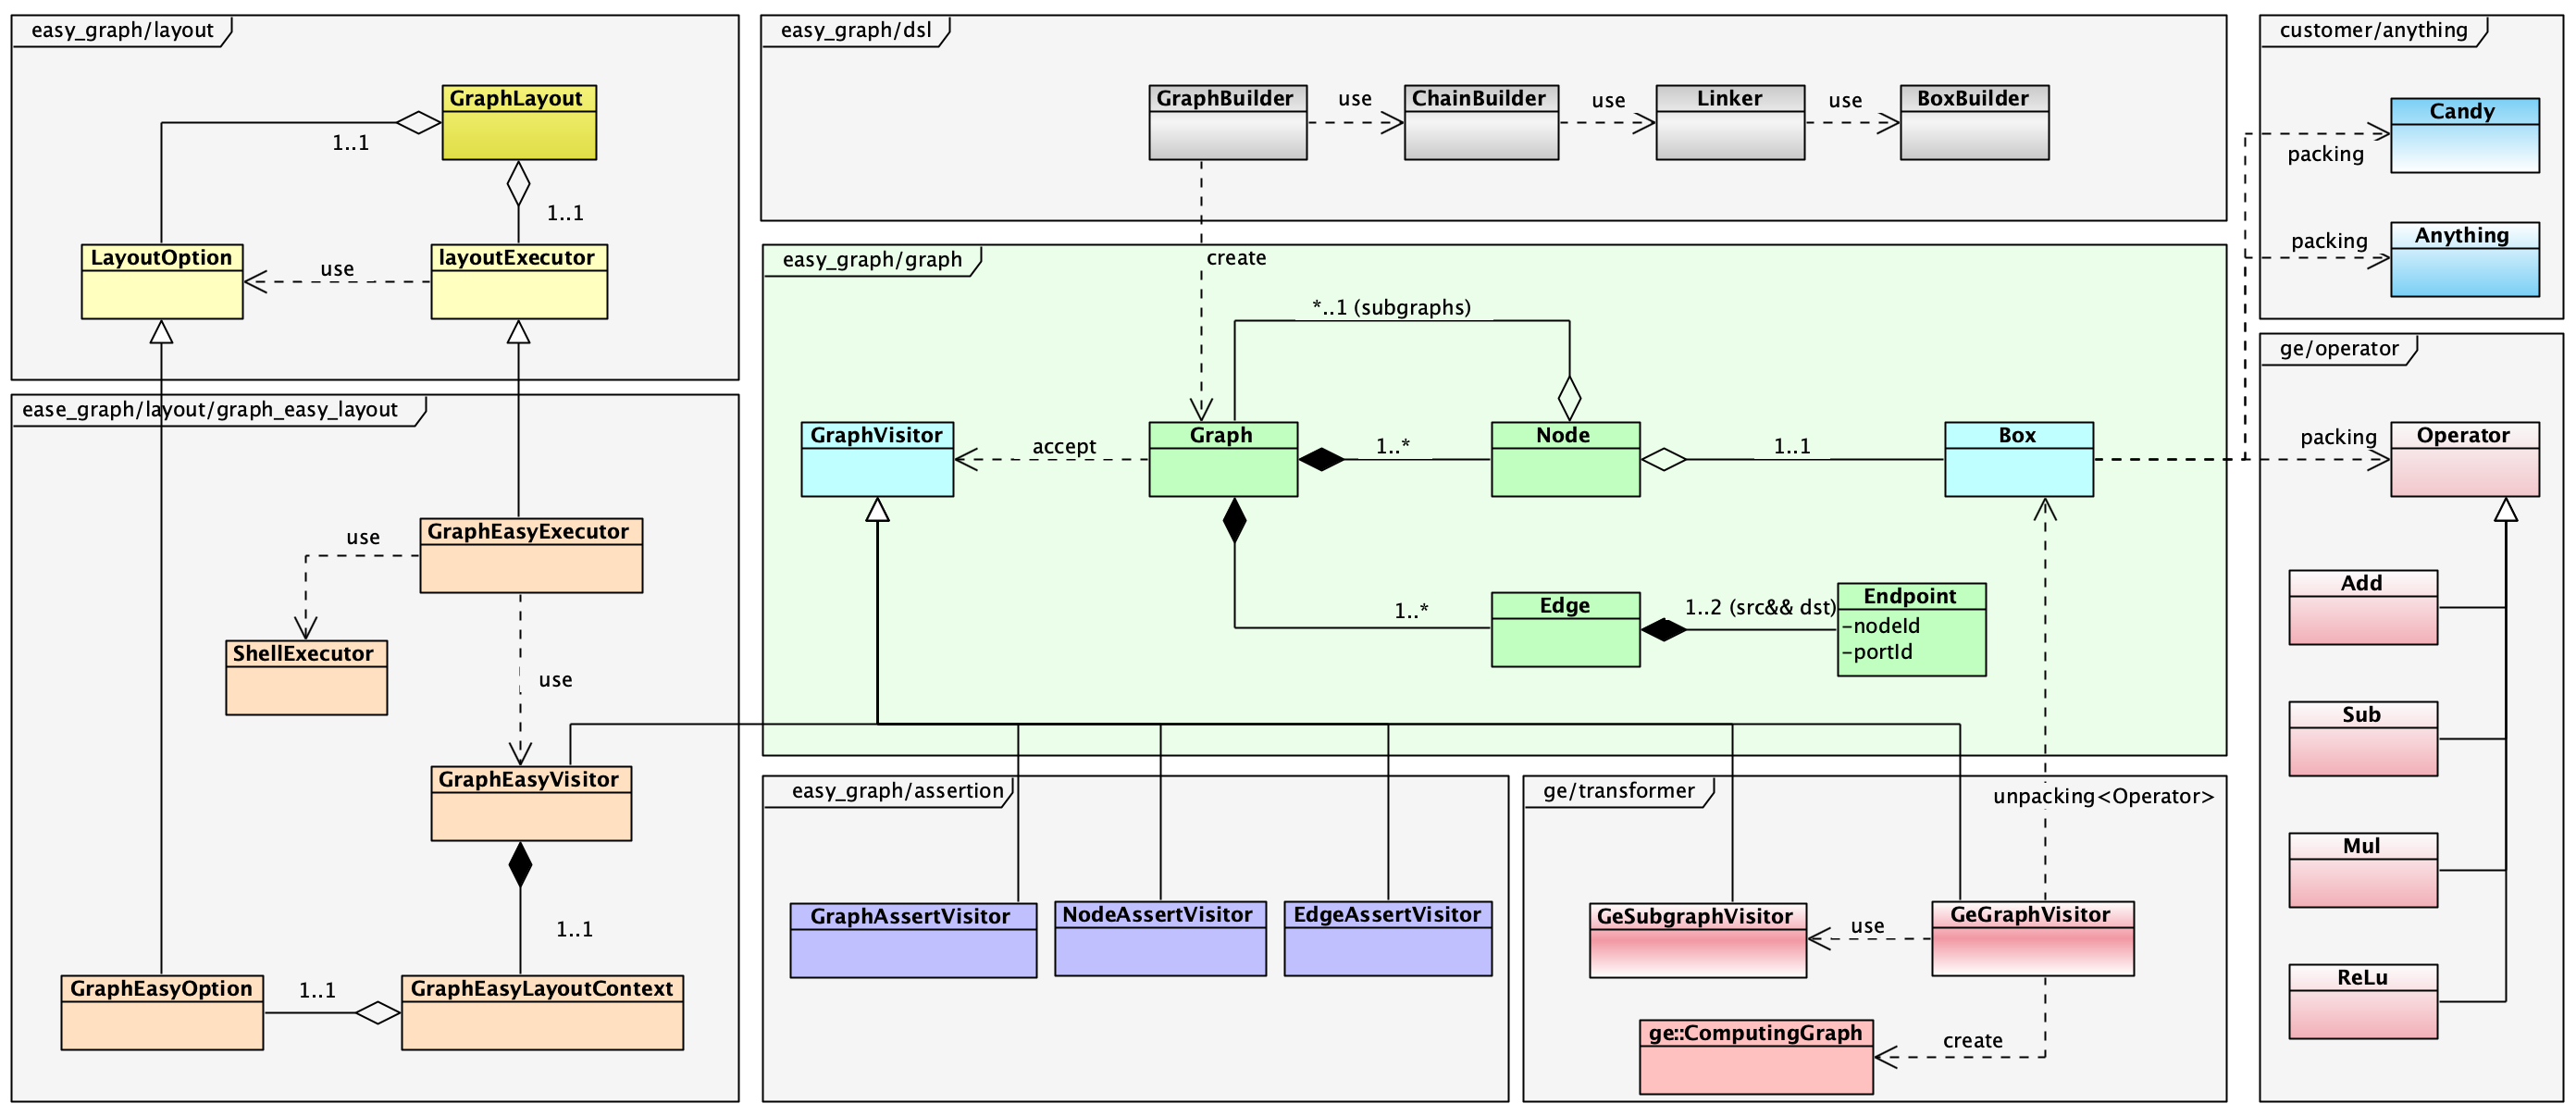 easy_graph/layout
GraphLayout
1..1
1..1
LayoutOption
use
layoutExecutor
ease_graph/layout/graph_easy_layout
GraphEasyExecutor
use
ShellExecutor
use
GraphEasyVisitor
1..1
GraphEasyOption
1..1
GraphEasyLayoutContext
easy_graph/dsl
GraphBuilder
use
ChainBuilder
use
Linker
use
BoxBuilder
create
easy_graph/graph
*..1 (subgraphs)
GraphVisitor
accept
Graph
1..*
Node
1..1
Box
1..*
Edge
1..2 (src&& dst)
Endpoint
-nodeId
-portId
easy_graph/assertion
GraphAssertVisitor
NodeAssertVisitor
EdgeAssertVisitor
ge/transformer
unpacking<Operator>
GeSubgraphVisitor
use
GeGraphVisitor
ge::ComputingGraph
create
customer/anything
Candy
packing
packing
Anything
ge/operator
packing
Operator
Add
Sub
Mul
ReLu